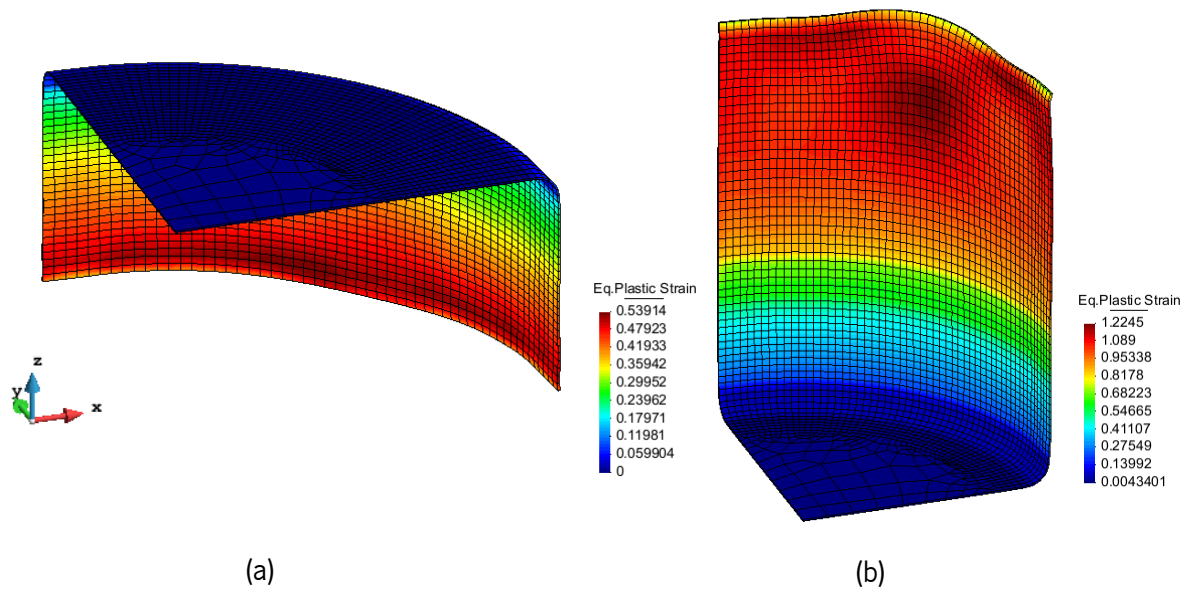 Eq.Plastic Strain
0.53914
0.47923
0.41933
0.35942
0.29952
0.23962
0.17971
0.11981
0.059904
0
z
y
x
Eq.Plastic Strain
1.2245
1.089
0.95338
0.8178
0.68223
0.54665
0.41107
0.27549
0.13992
0.0043401
(a)
(b)